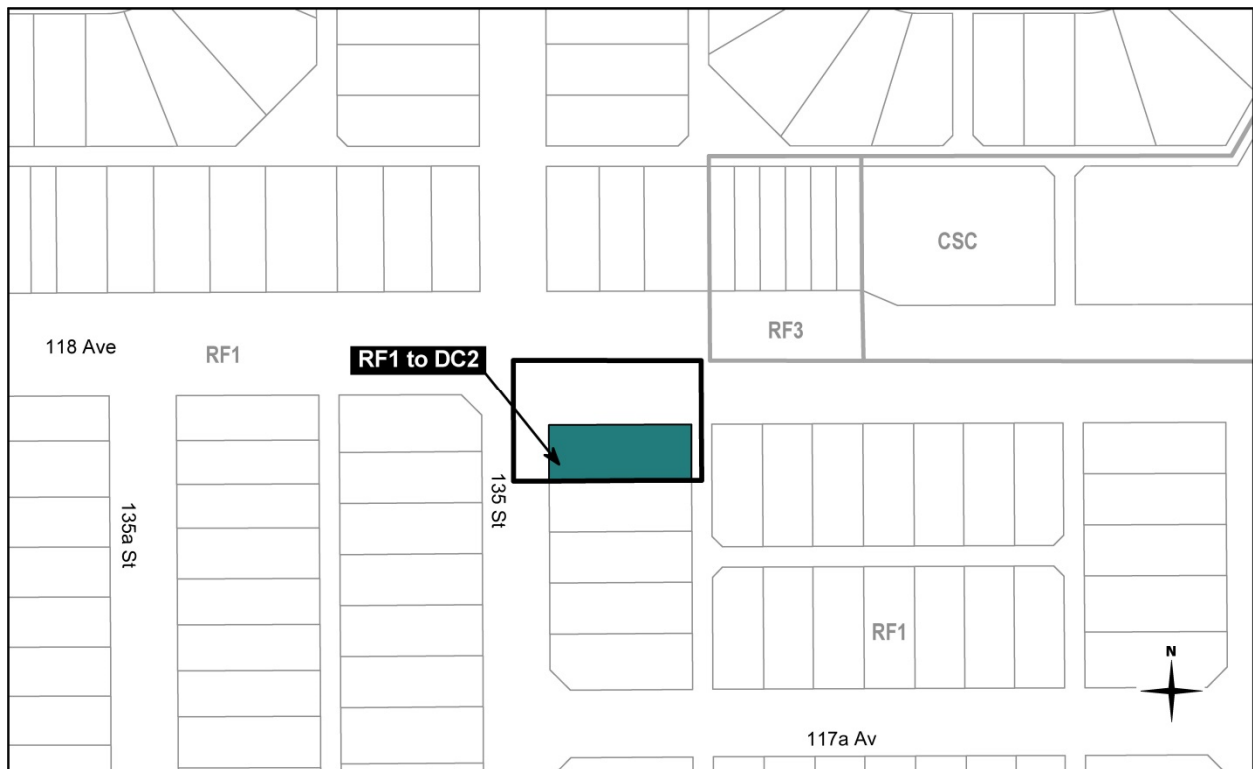 CSC
RF3
118 Ave
RF1
RF1 to DC2
135 St
135a St
RF1
N
117a Av